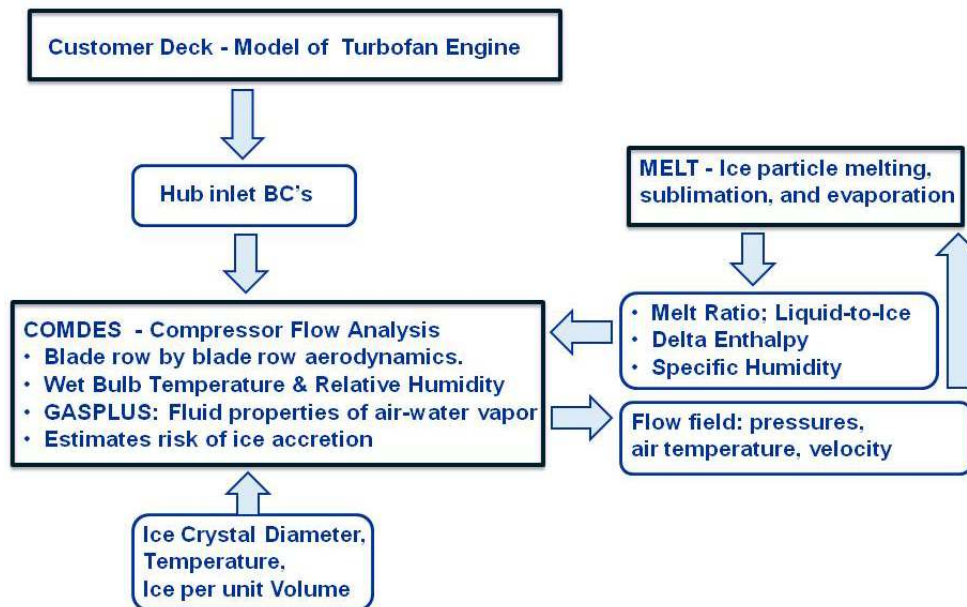 Customer Deck - Model of Turbofan Engine
Hub inlet BC's
MELT - Ice particle melting,
sublimation, and evaporation
COMDES - Compressor Flow Analysis
• Blade row by blade row aerodynamics.
• Wet Bulb Temperature & Relative Humidity
• GASPLUS: Fluid properties of air-water vapor
• Estimates risk of ice accretion
• Melt Ratio; Liquid-to-Ice
• Delta Enthalpy
• Specific Humidity
Flow field: pressures,
air temperature, velocity
Ice Crystal Diameter,
Temperature,
Ice per unit Volume